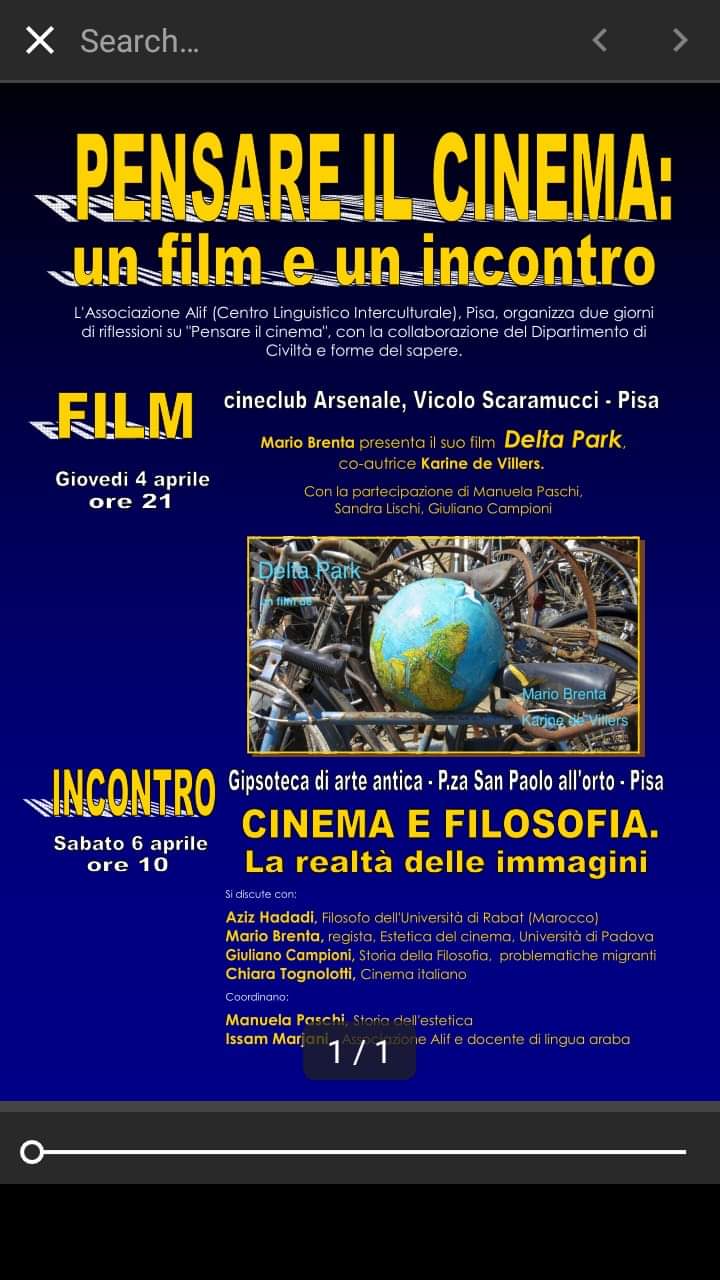 Search…
PENSARE IL CINEMA:
un film e un incontro
L'Associazione Alif (Centro Linguistico Interculturale), Pisa, organizza due giorni
di riflessioni su "Pensare il cinema", con la collaborazione del Dipartimento di
Civiltà e forme del sapere.
FILM
Giovedì 4 aprile
ore 21
cineclub Arsenale, Vicolo Scaramucci - Pisa
Mario Brenta presenta il suo film Delta Park,
co-autrice Karine de Villers.
Con la partecipazione di Manuela Paschi,
Sandra Lischi, Giuliano Campioni
Delta Park
un film de
Mario Brenta
Karine de Villers
INCONTRO
Sabato 6 aprile
ore 10
Gipsoteca di arte antica - P.za San Paolo all'orto - Pisa
CINEMA E FILOSOFIA.
La realtà delle immagini
Si discute con:
Aziz Hadadi, Filosofo dell'Università di Rabat (Marocco)
Mario Brenta, regista, Estetica del cinema, Università di Padova
Giuliano Campioni, Storia della Filosofia, problematiche migranti
Chiara Tognolotti, Cinema italiano
Coordinano:
Manuela Paschi, Storia dell'estetica
Issam Marjani, Associazione Alif e docente di lingua araba
1 / 1